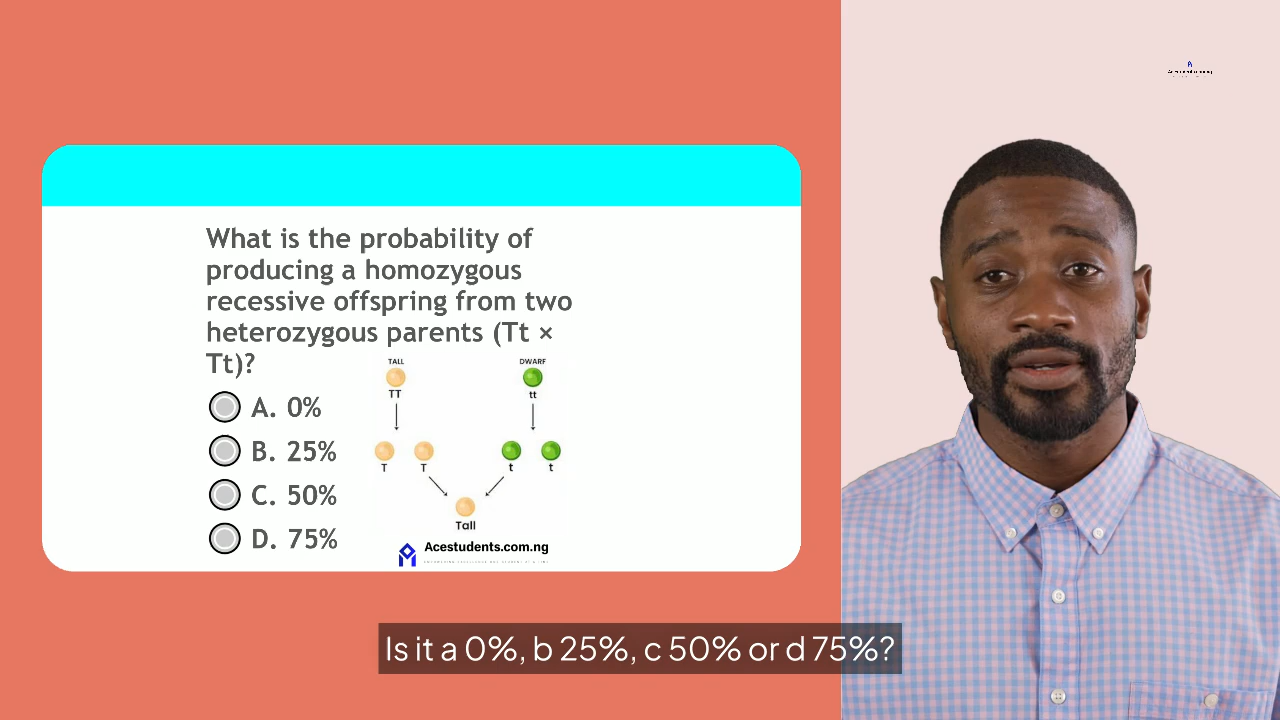 What is the probability of
producing a homozygous
recessive offspring from two
heterozygous parents (Tt ×
Tt)?
A. 0%
B. 25%
C. 50%
D. 75%
TALL
DWARF
TT
tt
T
T
t
t
Tall
Acestudents.com.ng
Is it a 0%, b 25%, c 50% or d 75%?